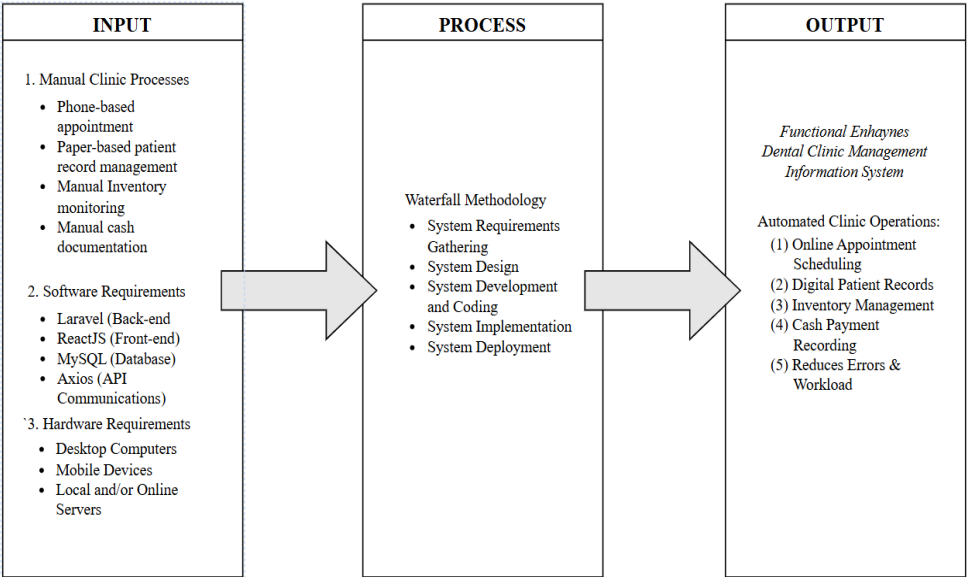 INPUT
1. Manual Clinic Processes
• Phone-based
appointment
• Paper-based patient
record management
• Manual Inventory
monitoring
• Manual cash
documentation
2. Software Requirements
• Laravel (Back-end
• ReactJS (Front-end)
• MySQL (Database)
• Axios (API
Communications)
`3. Hardware Requirements
• Desktop Computers
• Mobile Devices
• Local and/or Online
Servers
PROCESS
Waterfall Methodology
• System Requirements
Gathering
• System Design
• System Development
and Coding
• System Implementation
• System Deployment
OUTPUT
Functional Enhaynes
Dental Clinic Management
Information System
Automated Clinic Operations:
(1) Online Appointment
Scheduling
(2) Digital Patient Records
(3) Inventory Management
(4) Cash Payment
Recording
(5) Reduces Errors &
Workload